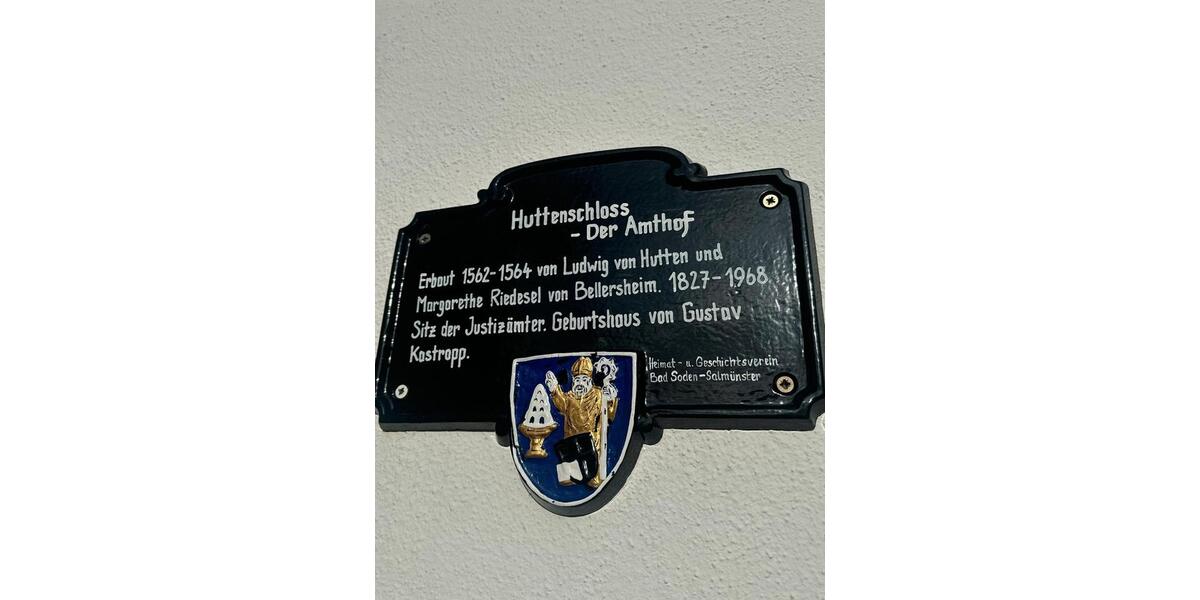 Huttenschloss
- Der Amthof
Erbaut 1562-1564 von Ludwig von Hutten und
Margarethe Riedesel von Bellersheim. 1827-1968
Sitz der Justizämter. Geburtshaus von Gustav
Kastropp.
Heimat- u. Geschichtsverein
Bad Soden-Salmünster